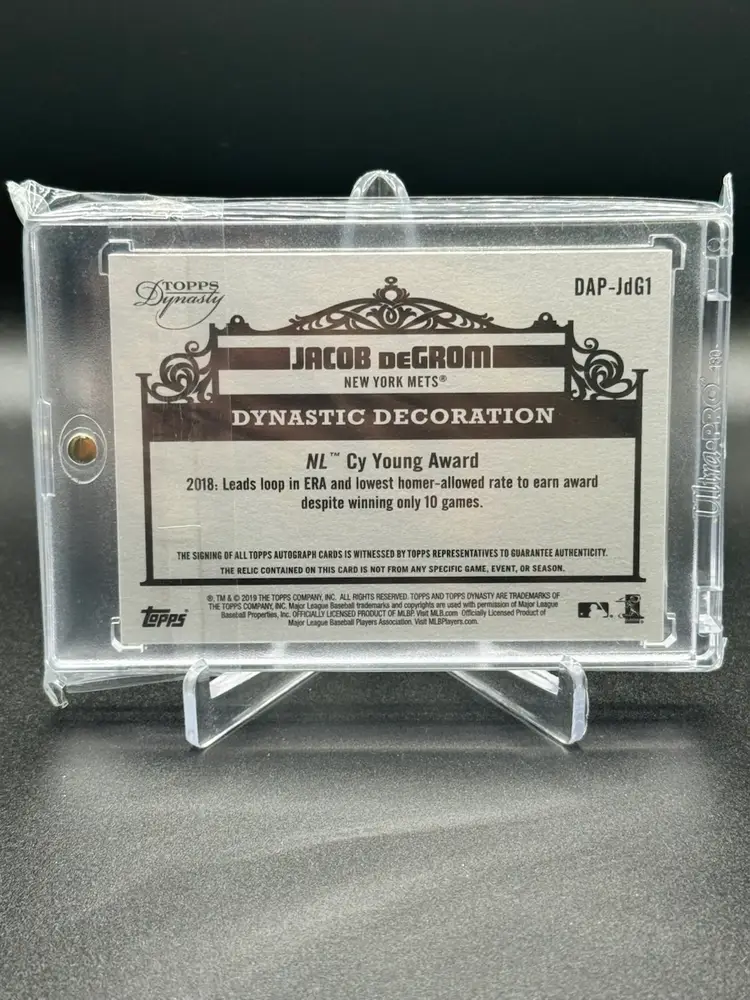 TOPPS
Dynasty
DAP-JdG1
JACOB DEGROM
NEW YORK METS®
DYNASTIC DECORATION
NL™ Cy Young Award
2018: Leads loop in ERA and lowest homer-allowed rate to earn award
despite winning only 10 games.
THE SIGNING OF ALL TOPPS AUTOGRAPH CARDS IS WITNESSED BY TOPPS REPRESENTATIVES TO GUARANTEE AUTHENTICITY.
THE RELIC CONTAINED ON THIS CARD IS NOT FROM ANY SPECIFIC GAME, EVENT, OR SEASON.
®, TM & © 2019 THE TOPPS COMPANY, INC. ALL RIGHTS RESERVED. TOPPS AND TOPPS DYNASTY ARE TRADEMARKS OF
THE TOPPS COMPANY, INC. Major League Baseball trademarks and copyrights are used with permission of Major League
Baseball Properties, Inc. OFFICIALLY LICENSED PRODUCT OF MLBP. Visit MLB.com Officially Licensed Product of
Major League Baseball Players Association. Visit MLBPlayers.com.
TOPPS®
Ultra·PRO